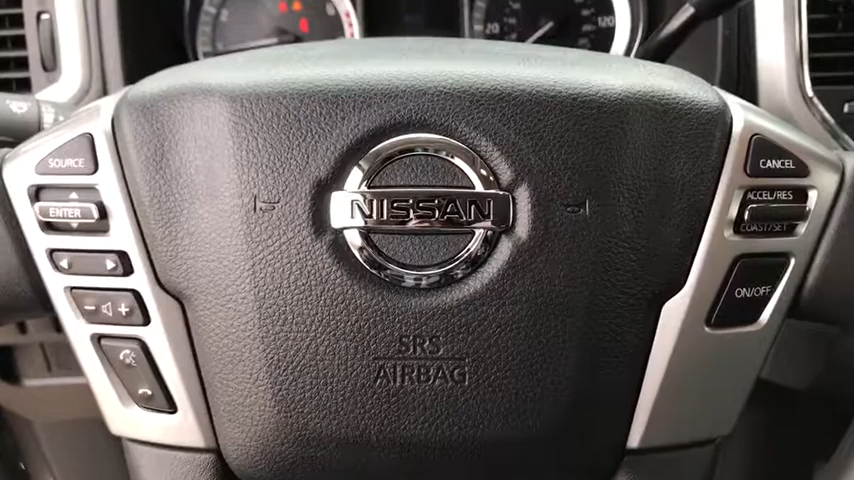 120
20
SOURCE
CANCEL
ENTER
NISSAN
ACCEL/RES
COAST/SET
- +
ON/OFF
SRS
AIRBAG